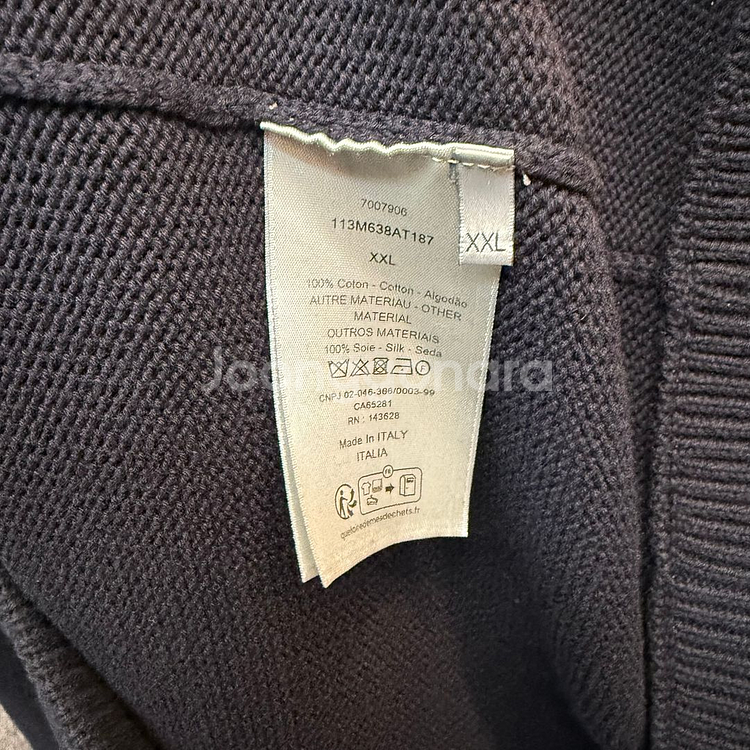 7007906
113M638AT187
XXL
XXL
100% Coton - Cotton - Algodão
AUTRE MATERIAU - OTHER
MATERIAL
OUTROS MATERIAIS
100% Soie - Silk - Seda
CNPJ 02-046-386/0003-99
CA65281
RN : 143628
Made In ITALY
ITALIA
FR
quefairedemesdechets.fr